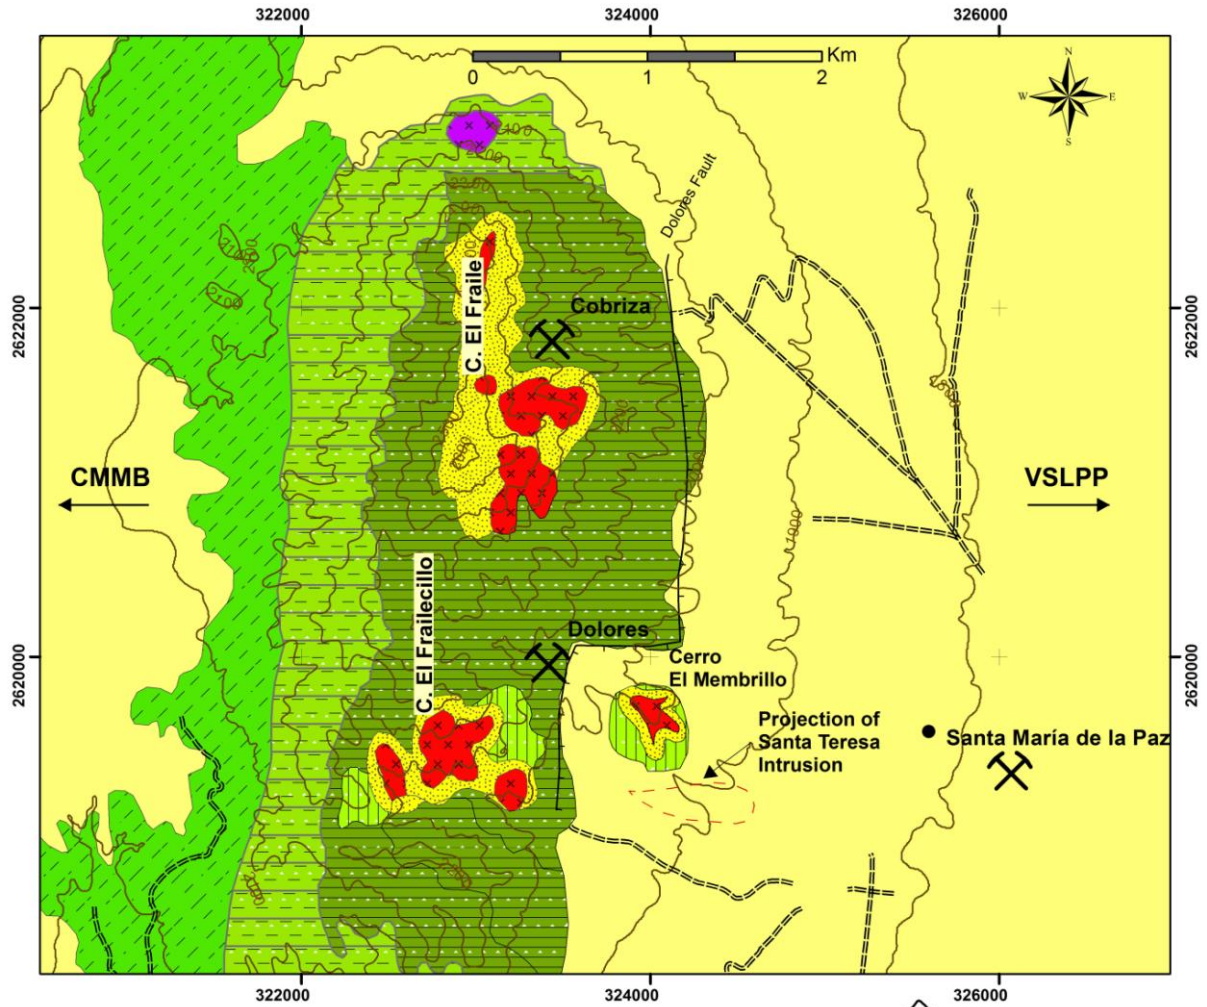 322000 324000 326000
Km
0 1 2
N
W E
S
Dolores Fault
2622000 2622000
C. El Fraile
Cobriza
CMMB
VSLPP
1900
C. El Frailecillo
Dolores
2620000 2620000
Cerro
El Membrillo
Projection of
Santa Teresa
Intrusion
Santa María de la Paz
322000 324000 326000